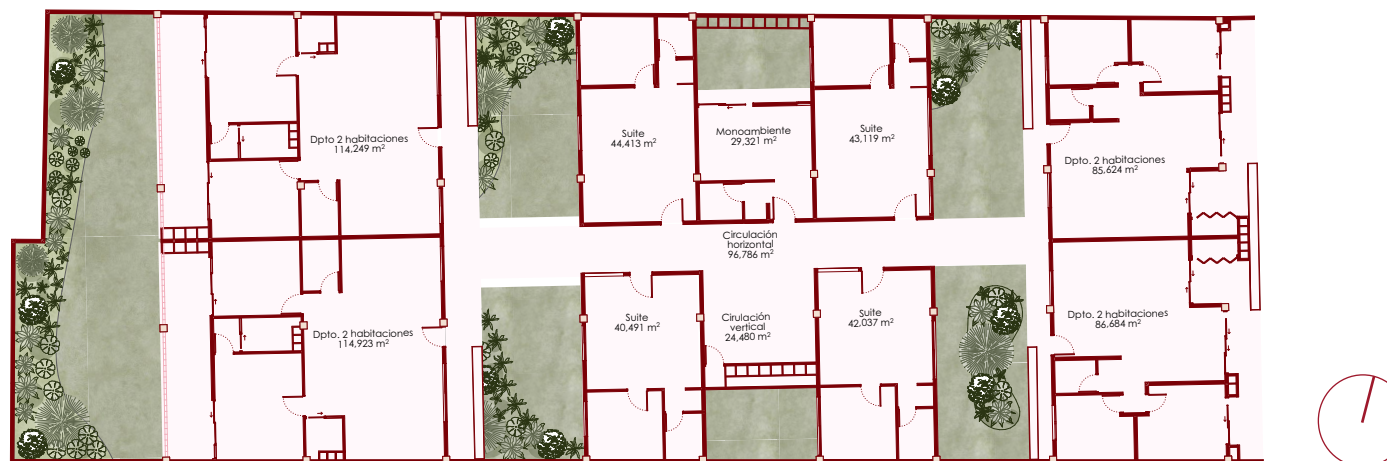 Dpto 2 habitaciones
114,249 m²
Suite
44,413 m²
Monoambiente
29,321 m²
Suite
43,119 m²
Dpto. 2 habitaciones
85,624 m²
Circulación
horizontal
96,786 m²
Dpto. 2 habitaciones
114,923 m²
Suite
40,491 m²
Cirulación
vertical
24,480 m²
Suite
42,037 m²
Dpto. 2 habitaciones
86,684 m²